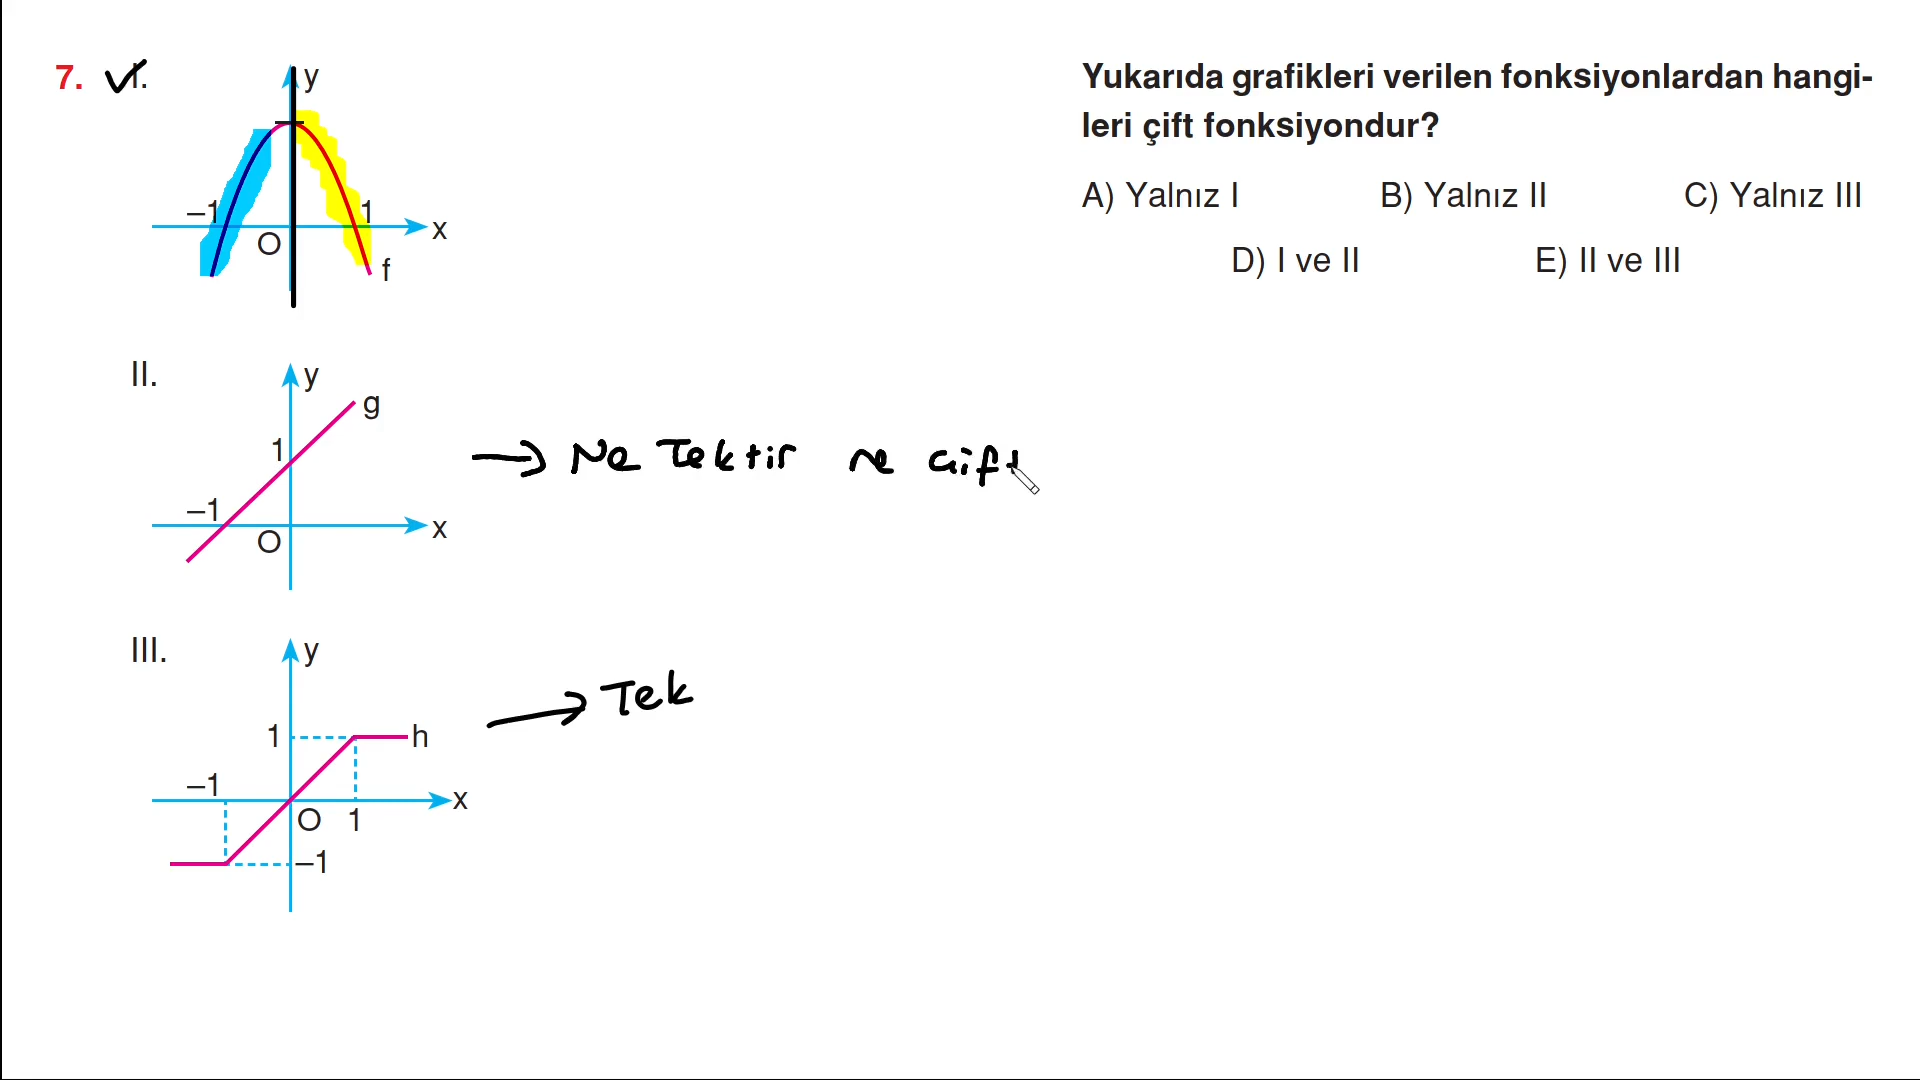 7. I.
y
–1
1
O
x
f
II.
y
g
1
–1
O
x
→ Ne Tektir ne çift
III.
y
1
h
–1
x
O 1
–1
→ Tek
Yukarıda grafikleri verilen fonksiyonlardan hangi-
leri çift fonksiyondur?
A) Yalnız I B) Yalnız II C) Yalnız III
D) I ve II E) II ve III